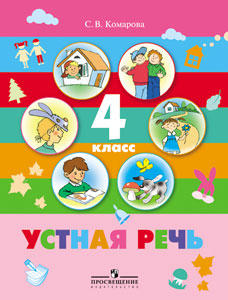 С. В. Комарова
4
класс
УСТНАЯ РЕЧЬ
ПРОСВЕЩЕНИЕ
ИЗДАТЕЛЬСТВО